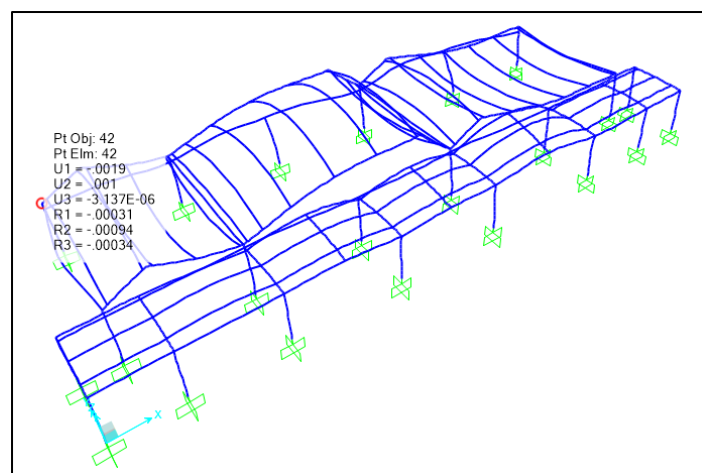 Pt Obj: 42
Pt Elm: 42
U1 = -.0019
U2 = .001
U3 = -3.137E-06
R1 = -.00031
R2 = -.00094
R3 = -.00034
X